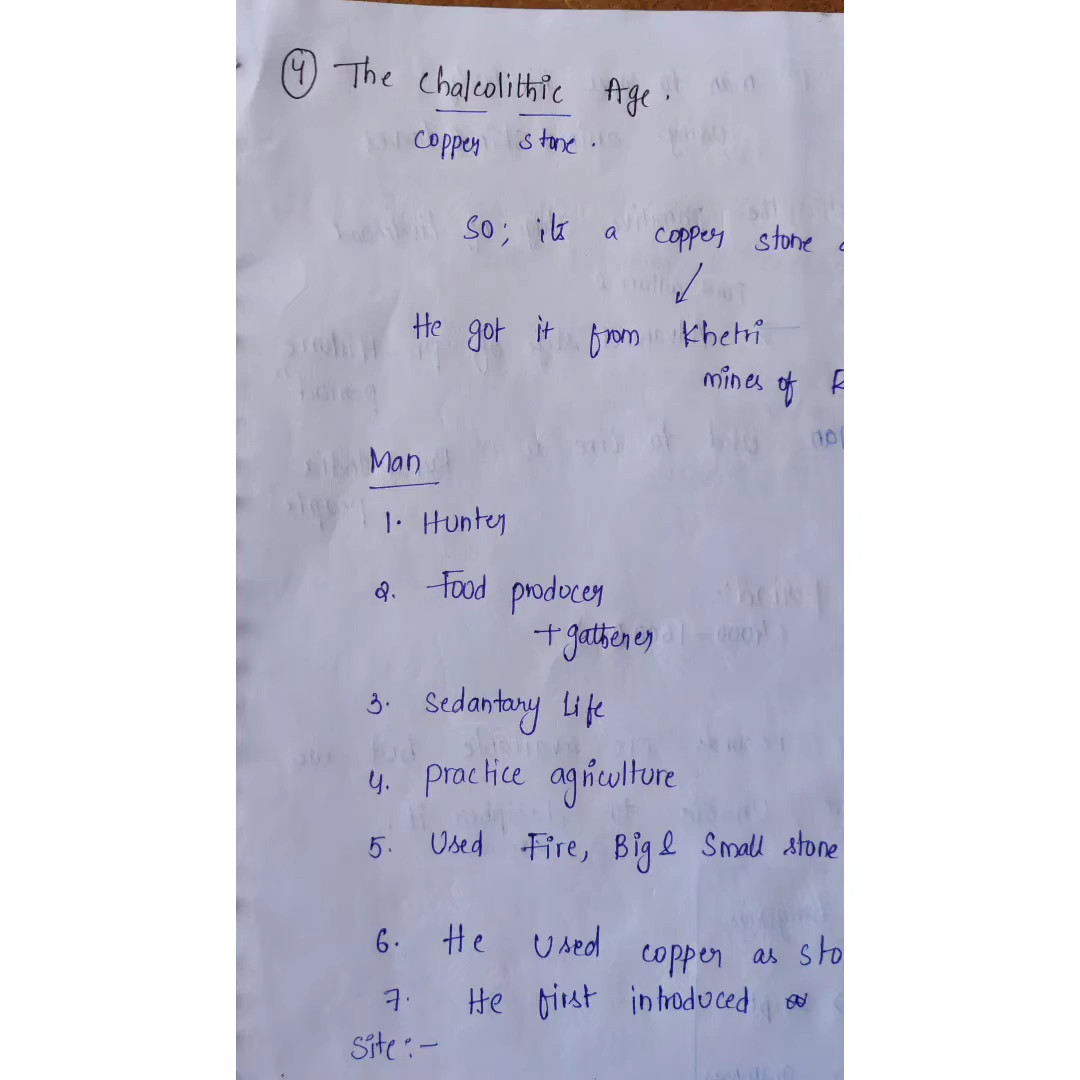 ④ The Chalcolithic Age.
copper stone.
So; its a copper stone
He got it from Khetri
mines of R
Man
1. Hunter
2. Food producer
+ gatherer
3. Sedantary Life
4. practice agriculture
5. Used Fire, Big & Small stone
6. He Used copper as sto
7. He first introduced
Site:-